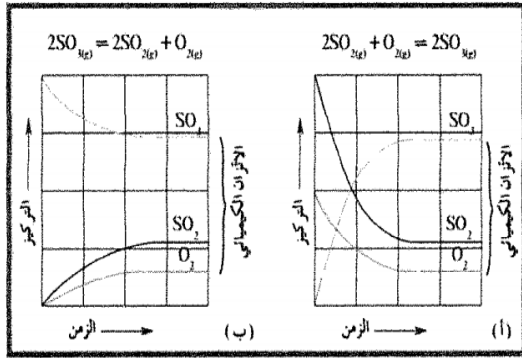 2SO₃(g) ⇌ 2SO₂(g) + O₂(g)
2SO₂(g) + O₂(g) ⇌ 2SO₃(g)
SO₃
SO₂
O₂
التركيز
الاتزان الكيميائي
الزمن
(ب)
SO₃
SO₂
O₂
التركيز
الاتزان الكيميائي
الزمن
(أ)